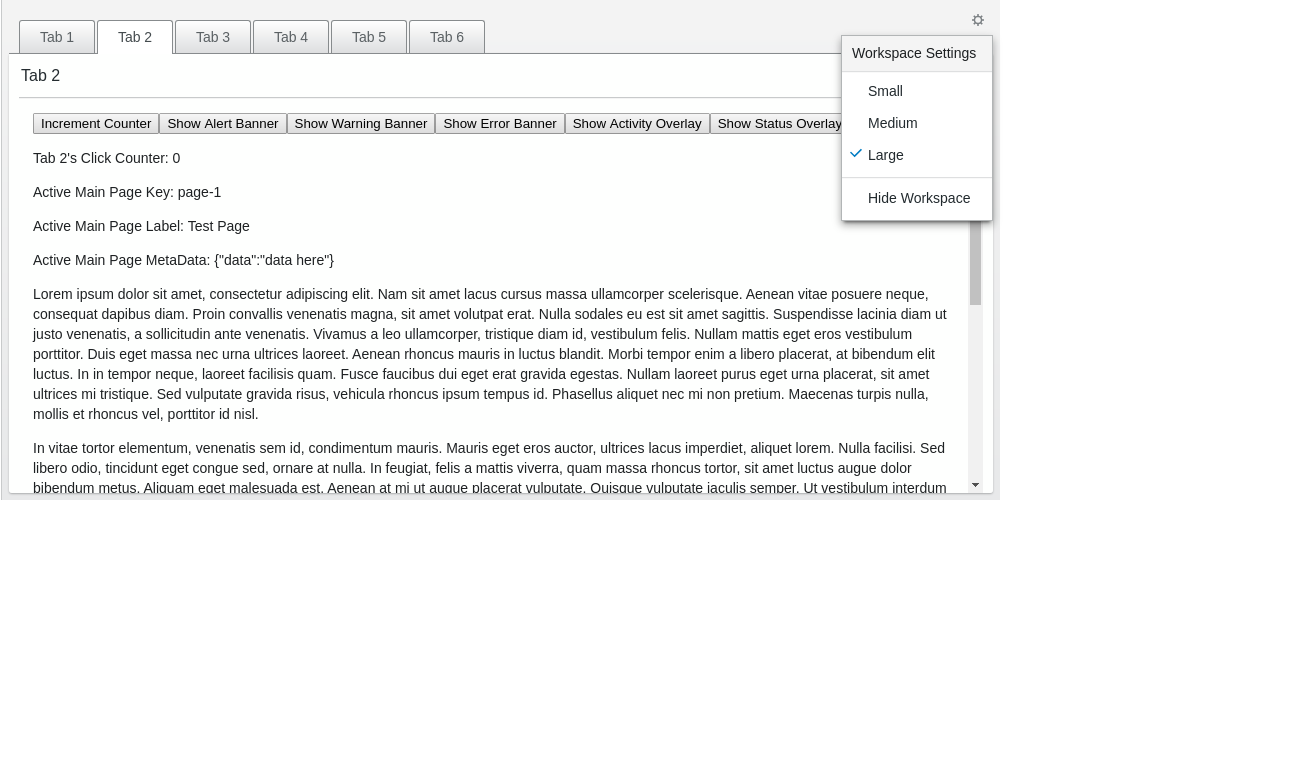 Tab 1
Tab 2
Tab 3
Tab 4
Tab 5
Tab 6
Workspace Settings
Small
Medium
Large
Hide Workspace
Tab 2
Increment Counter
Show Alert Banner
Show Warning Banner
Show Error Banner
Show Activity Overlay
Show Status Overlay
Tab 2's Click Counter: 0
Active Main Page Key: page-1
Active Main Page Label: Test Page
Active Main Page MetaData: {"data":"data here"}
Lorem ipsum dolor sit amet, consectetur adipiscing elit. Nam sit amet lacus cursus massa ullamcorper scelerisque. Aenean vitae posuere neque,
consequat dapibus diam. Proin convallis venenatis magna, sit amet volutpat erat. Nulla sodales eu est sit amet sagittis. Suspendisse lacinia diam ut
justo venenatis, a sollicitudin ante venenatis. Vivamus a leo ullamcorper, tristique diam id, vestibulum felis. Nullam mattis eget eros vestibulum
porttitor. Duis eget massa nec urna ultrices laoreet. Aenean rhoncus mauris in luctus blandit. Morbi tempor enim a libero placerat, at bibendum elit
luctus. In in tempor neque, laoreet facilisis quam. Fusce faucibus dui eget erat gravida egestas. Nullam laoreet purus eget urna placerat, sit amet
ultrices mi tristique. Sed vulputate gravida risus, vehicula rhoncus ipsum tempus id. Phasellus aliquet nec mi non pretium. Maecenas turpis nulla,
mollis et rhoncus vel, porttitor id nisl.
In vitae tortor elementum, venenatis sem id, condimentum mauris. Mauris eget eros auctor, ultrices lacus imperdiet, aliquet lorem. Nulla facilisi. Sed
libero odio, tincidunt eget congue sed, ornare at nulla. In feugiat, felis a mattis viverra, quam massa rhoncus tortor, sit amet luctus augue dolor
bibendum metus. Aliquam eget malesuada est. Aenean at mi ut augue placerat vulputate. Quisque vulputate iaculis semper. Ut vestibulum interdum